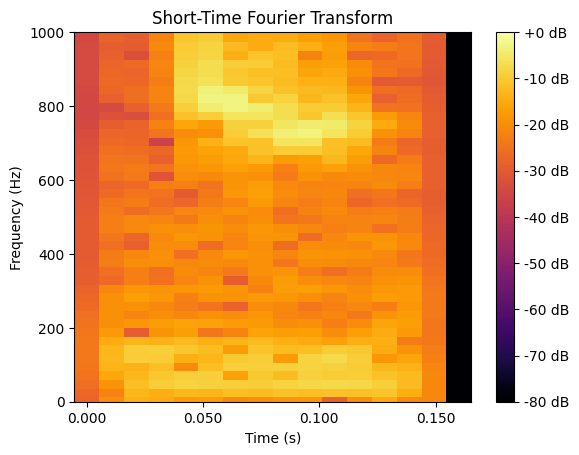 Short-Time Fourier Transform
Frequency (Hz)
1000
800
600
400
200
0
0.000
0.050
0.100
0.150
Time (s)
+0 dB
-10 dB
-20 dB
-30 dB
-40 dB
-50 dB
-60 dB
-70 dB
-80 dB